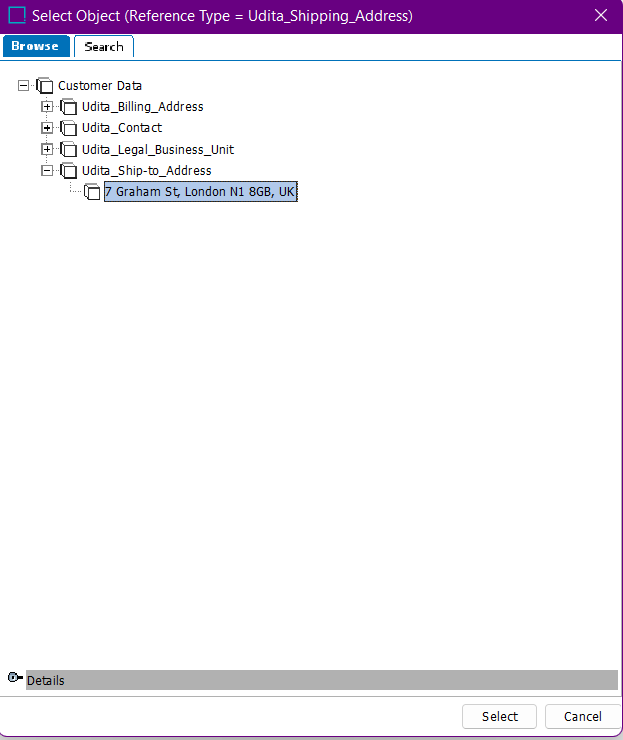 Select Object (Reference Type = Udita_Shipping_Address)
Browse
Search
Customer Data
Udita_Billing_Address
Udita_Contact
Udita_Legal_Business_Unit
Udita_Ship-to_Address
7 Graham St, London N1 8GB, UK
Details
Select
Cancel